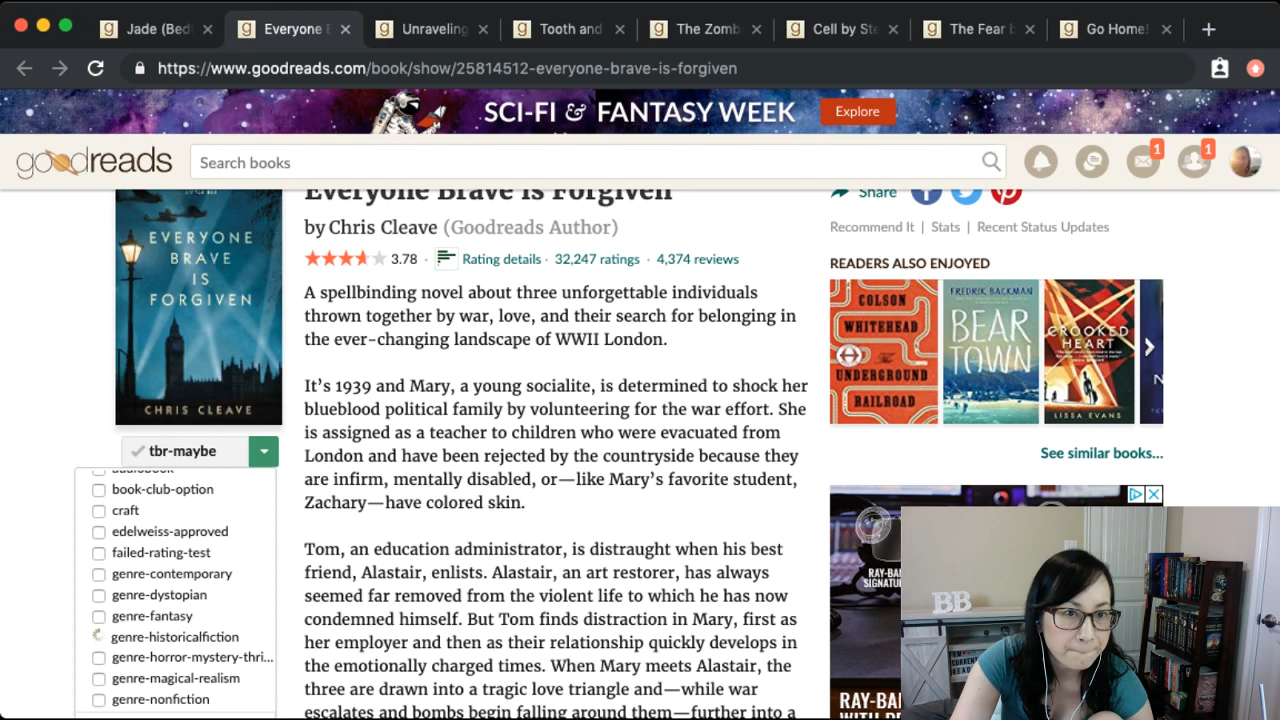 Jade (Bed
Everyone B
Unraveling
Tooth and
The Zomb
Cell by Ste
The Fear b
Go Home!
https://www.goodreads.com/book/show/25814512-everyone-brave-is-forgiven
SCI-FI & FANTASY WEEK
Explore
goodreads
Search books
1
1
Everyone Brave is Forgiven
by Chris Cleave (Goodreads Author)
3.78 · Rating details · 32,247 ratings · 4,374 reviews
A spellbinding novel about three unforgettable individuals
thrown together by war, love, and their search for belonging in
the ever-changing landscape of WWII London.
It’s 1939 and Mary, a young socialite, is determined to shock her
blueblood political family by volunteering for the war effort. She
is assigned as a teacher to children who were evacuated from
London and have been rejected by the countryside because they
are infirm, mentally disabled, or—like Mary’s favorite student,
Zachary—have colored skin.
Tom, an education administrator, is distraught when his best
friend, Alastair, enlists. Alastair, an art restorer, has always
seemed far removed from the violent life to which he has now
condemned himself. But Tom finds distraction in Mary, first as
her employer and then as their relationship quickly develops in
the emotionally charged times. When Mary meets Alastair, the
three are drawn into a tragic love triangle and—while war
escalates and bombs begin falling around them—further into a
EVERYONE
BRAVE
IS
FORGIVEN
CHRIS CLEAVE
tbr-maybe
audiobook
book-club-option
craft
edelweiss-approved
failed-rating-test
genre-contemporary
genre-dystopian
genre-fantasy
genre-historicalfiction
genre-horror-mystery-thri...
genre-magical-realism
genre-nonfiction
Share
Recommend It | Stats | Recent Status Updates
READERS ALSO ENJOYED
COLSON
WHITEHEAD
The
UNDERGROUND
RAILROAD
FREDRIK BACKMAN
BEAR
TOWN
CROOKED
HEART
LISSA EVANS
N
See similar books...
RAY-BAN
SIGNATU
RAY-BA
WITH P
BB
CURRENT